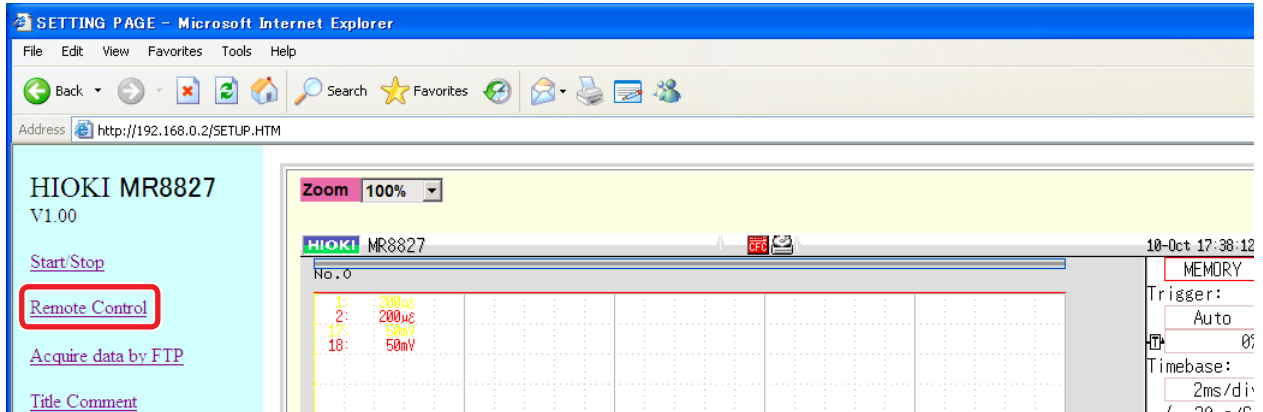 SETTING PAGE - Microsoft Internet Explorer
File Edit View Favorites Tools Help
Back Search Favorites
Address http://192.168.0.2/SETUP.HTM
HIOKI MR8827
V1.00
Start/Stop
Remote Control
Acquire data by FTP
Title Comment
Zoom 100%
HIOKI MR8827 CFC 10-Oct 17:38:12
No.0
1: 200με
2: 200με
17: 50mV
18: 50mV
MEMORY
Trigger:
Auto
T
Timebase:
2ms/div